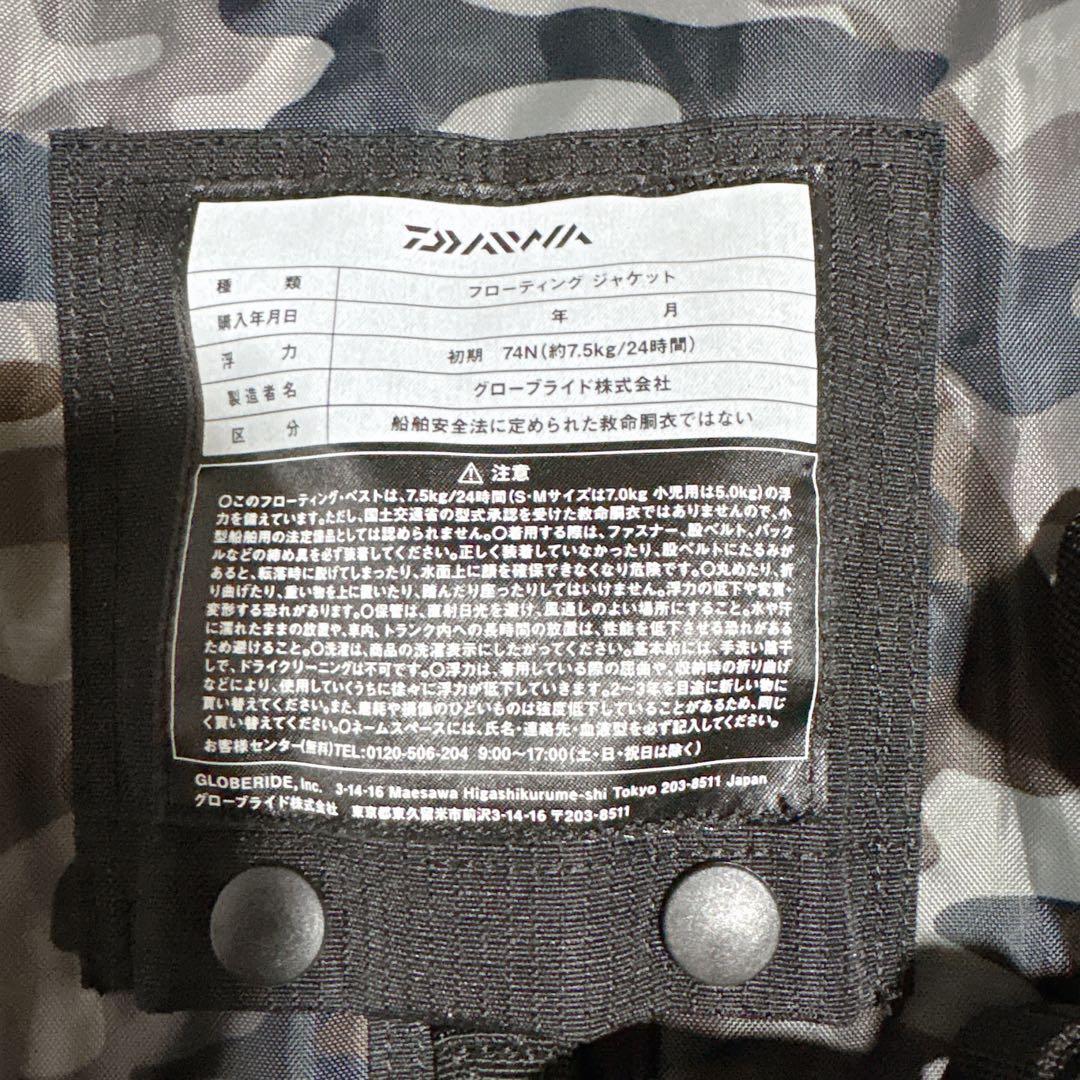 DAIWA
種類 フローティング ジャケット
購入年月日 年 月
浮力 初期 74N(約7.5kg/24時間)
製造者名 グローブライド株式会社
区分 船舶安全法に定められた救命胴衣ではない
⚠ 注意
○このフローティング・ベストは、7.5kg/24時間(S・Mサイズは7.0kg 小児用は5.0kg)の浮
力を備えています。ただし、国土交通省の型式承認を受けた救命胴衣ではありませんので、小
型船舶用の法定備品としては認められません。○着用する際は、ファスナー、股ベルト、バック
ルなどの締め具を必ず装着してください。正しく装着していなかったり、股ベルトにたるみが
あると、転落時に脱げてしまったり、水面上に顔を確保できなくなり危険です。○丸めたり、折
り曲げたり、重い物を上に置いたり、踏んだり座ったりしてはいけません。浮力の低下や変質・
変形する恐れがあります。○保管は、直射日光を避け、風通しのよい場所にすること。水や汗
に濡れたままの放置や、車内、トランク内への長時間の放置は、性能を低下させる恐れがある
ため避けること。○洗濯は、商品の洗濯表示にしたがってください。基本的には、手洗い陰干
しで、ドライクリーニングは不可です。○浮力は、着用している際の屈曲や、収納時の折り曲げ
などにより、使用していくうちに徐々に浮力が低下していきます。2〜3年を目途に新しい物に
買い替えてください。また、磨耗や損傷のひどいものは強度低下していることがあるため、同じ
く買い替えてください。○ネームスペースには、氏名・連絡先・血液型を必ず記入してください。
お客様センター(無料)TEL:0120-506-204 9:00〜17:00(土・日・祝日は除く)
GLOBERIDE, Inc. 3-14-16 Maesawa Higashikurume-shi Tokyo 203-8511 Japan
グローブライド株式会社 東京都東久留米市前沢3-14-16 〒203-8511